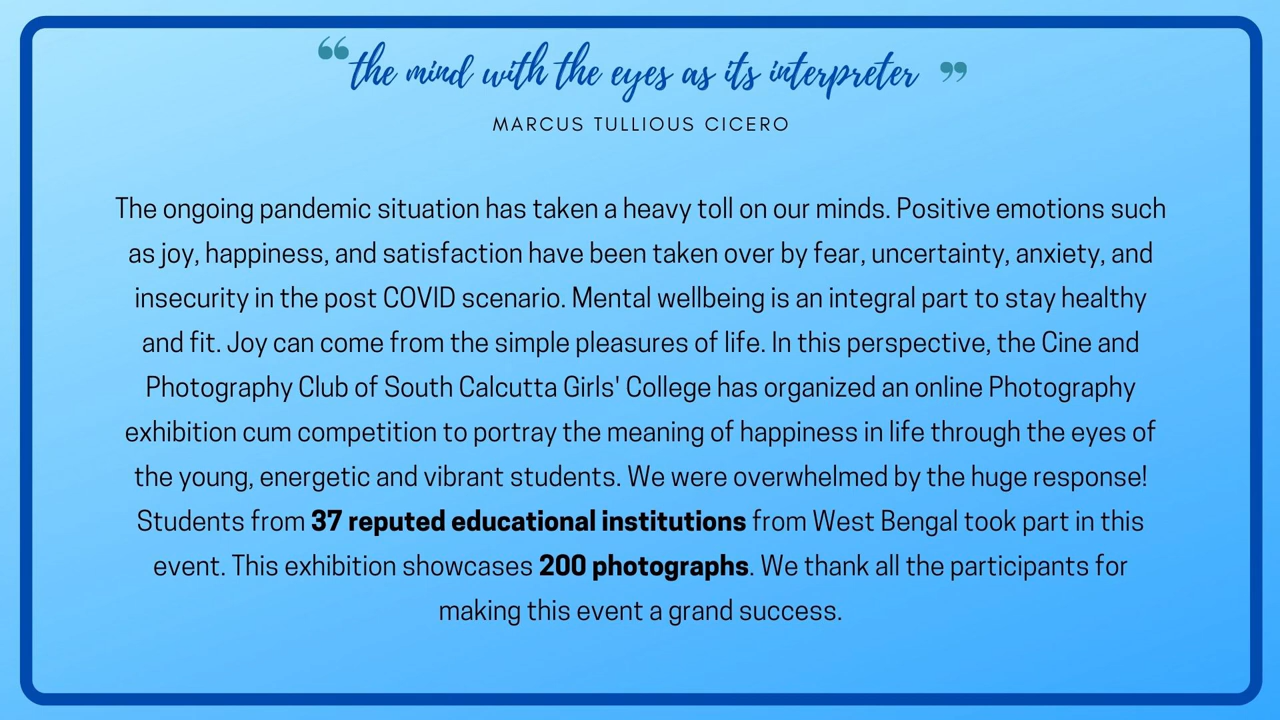 “the mind with the eyes as its interpreter ”
MARCUS TULLIOUS CICERO
The ongoing pandemic situation has taken a heavy toll on our minds. Positive emotions such
as joy, happiness, and satisfaction have been taken over by fear, uncertainty, anxiety, and
insecurity in the post COVID scenario. Mental wellbeing is an integral part to stay healthy
and fit. Joy can come from the simple pleasures of life. In this perspective, the Cine and
Photography Club of South Calcutta Girls' College has organized an online Photography
exhibition cum competition to portray the meaning of happiness in life through the eyes of
the young, energetic and vibrant students. We were overwhelmed by the huge response!
Students from 37 reputed educational institutions from West Bengal took part in this
event. This exhibition showcases 200 photographs. We thank all the participants for
making this event a grand success.